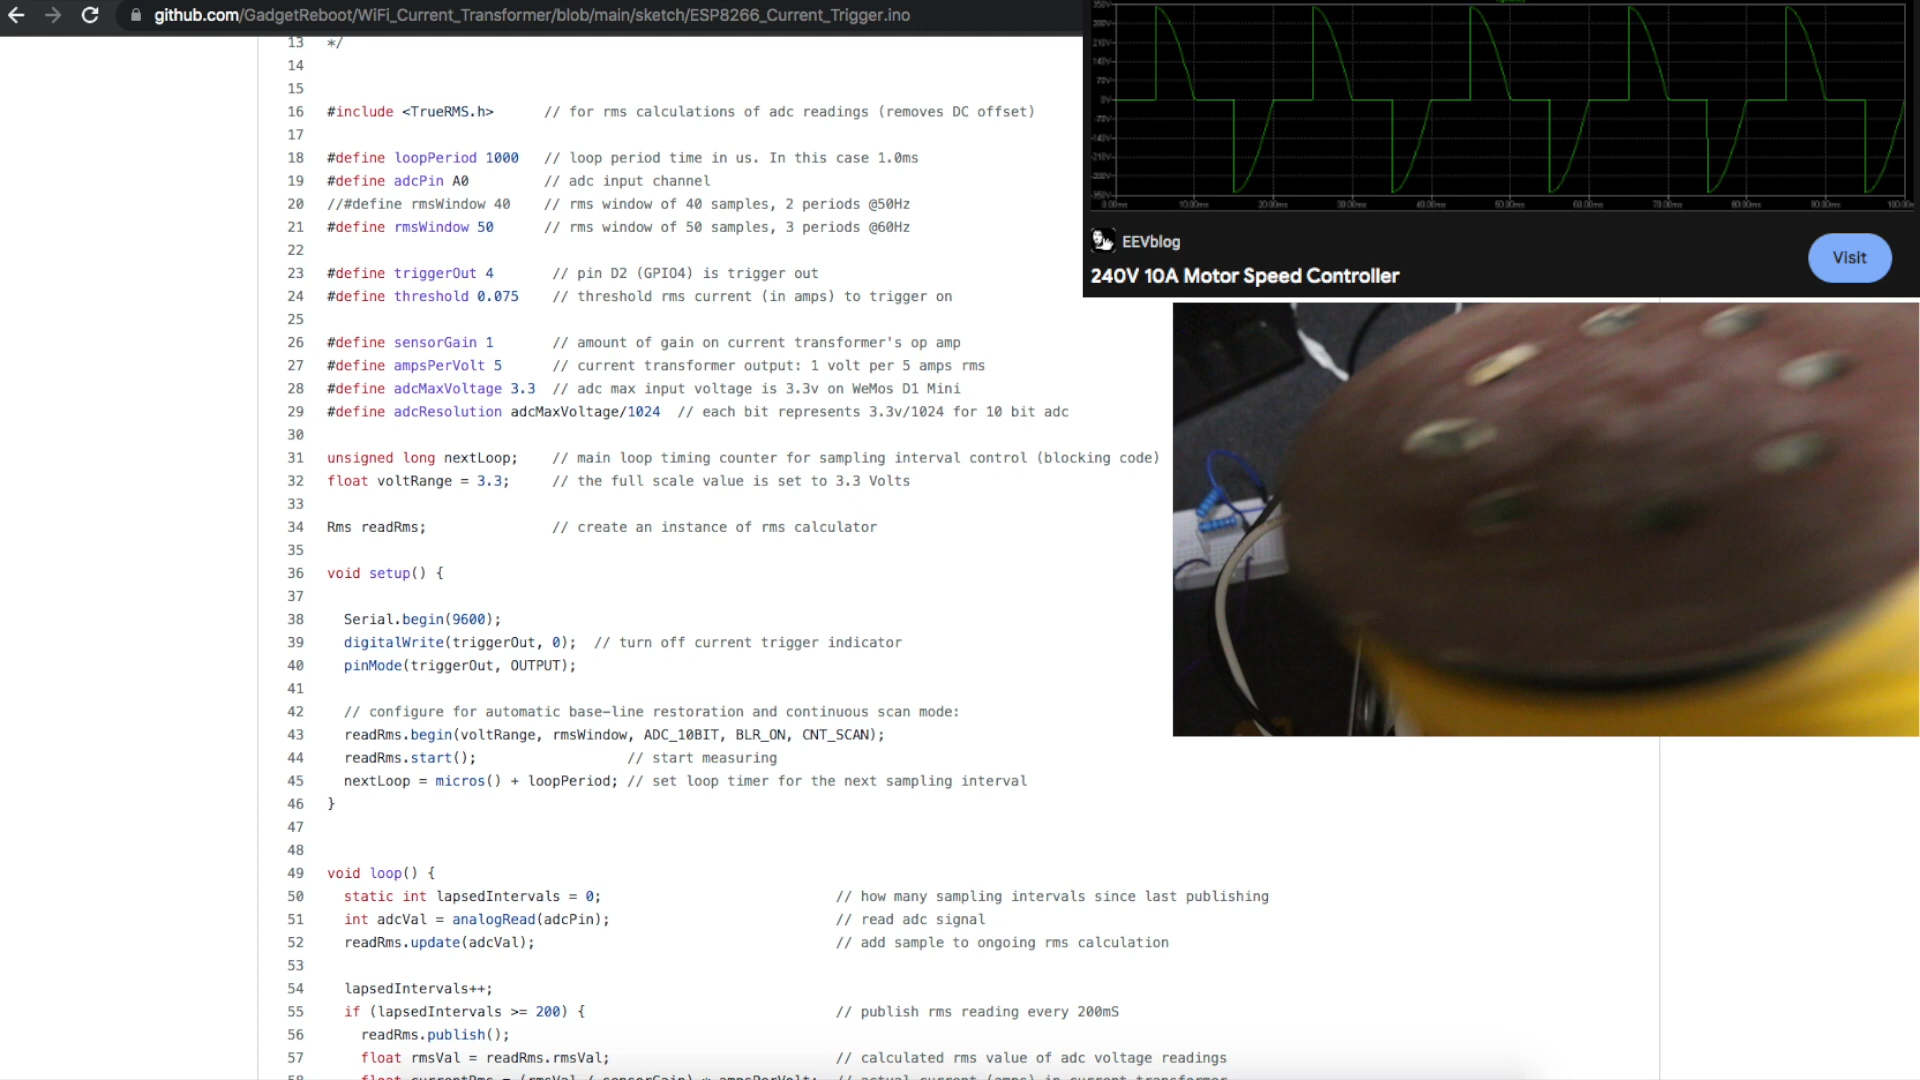 github.com/GadgetReboot/WiFi_Current_Transformer/blob/main/sketch/ESP8266_Current_Trigger.ino
13 */
14
15
16 #include <TrueRMS.h> // for rms calculations of adc readings (removes DC offset)
17
18 #define loopPeriod 1000 // loop period time in us. In this case 1.0ms
19 #define adcPin A0 // adc input channel
20 //#define rmsWindow 40 // rms window of 40 samples, 2 periods @50Hz
21 #define rmsWindow 50 // rms window of 50 samples, 3 periods @60Hz
22
23 #define triggerOut 4 // pin D2 (GPIO4) is trigger out
24 #define threshold 0.075 // threshold rms current (in amps) to trigger on
25
26 #define sensorGain 1 // amount of gain on current transformer's op amp
27 #define ampsPerVolt 5 // current transformer output: 1 volt per 5 amps rms
28 #define adcMaxVoltage 3.3 // adc max input voltage is 3.3v on WeMos D1 Mini
29 #define adcResolution adcMaxVoltage/1024 // each bit represents 3.3v/1024 for 10 bit adc
30
31 unsigned long nextLoop; // main loop timing counter for sampling interval control (blocking code)
32 float voltRange = 3.3; // the full scale value is set to 3.3 Volts
33
34 Rms readRms; // create an instance of rms calculator
35
36 void setup() {
37
38 Serial.begin(9600);
39 digitalWrite(triggerOut, 0); // turn off current trigger indicator
40 pinMode(triggerOut, OUTPUT);
41
42 // configure for automatic base-line restoration and continuous scan mode:
43 readRms.begin(voltRange, rmsWindow, ADC_10BIT, BLR_ON, CNT_SCAN);
44 readRms.start(); // start measuring
45 nextLoop = micros() + loopPeriod; // set loop timer for the next sampling interval
46 }
47
48
49 void loop() {
50 static int lapsedIntervals = 0; // how many sampling intervals since last publishing
51 int adcVal = analogRead(adcPin); // read adc signal
52 readRms.update(adcVal); // add sample to ongoing rms calculation
53
54 lapsedIntervals++;
55 if (lapsedIntervals >= 200) { // publish rms reading every 200mS
56 readRms.publish();
57 float rmsVal = readRms.rmsVal; // calculated rms value of adc voltage readings
58 float currentRms = (rmsVal / sensorGain) * ampsPerVolt; // actual current (amps) in current transformer
EEVblog
240V 10A Motor Speed Controller
Visit